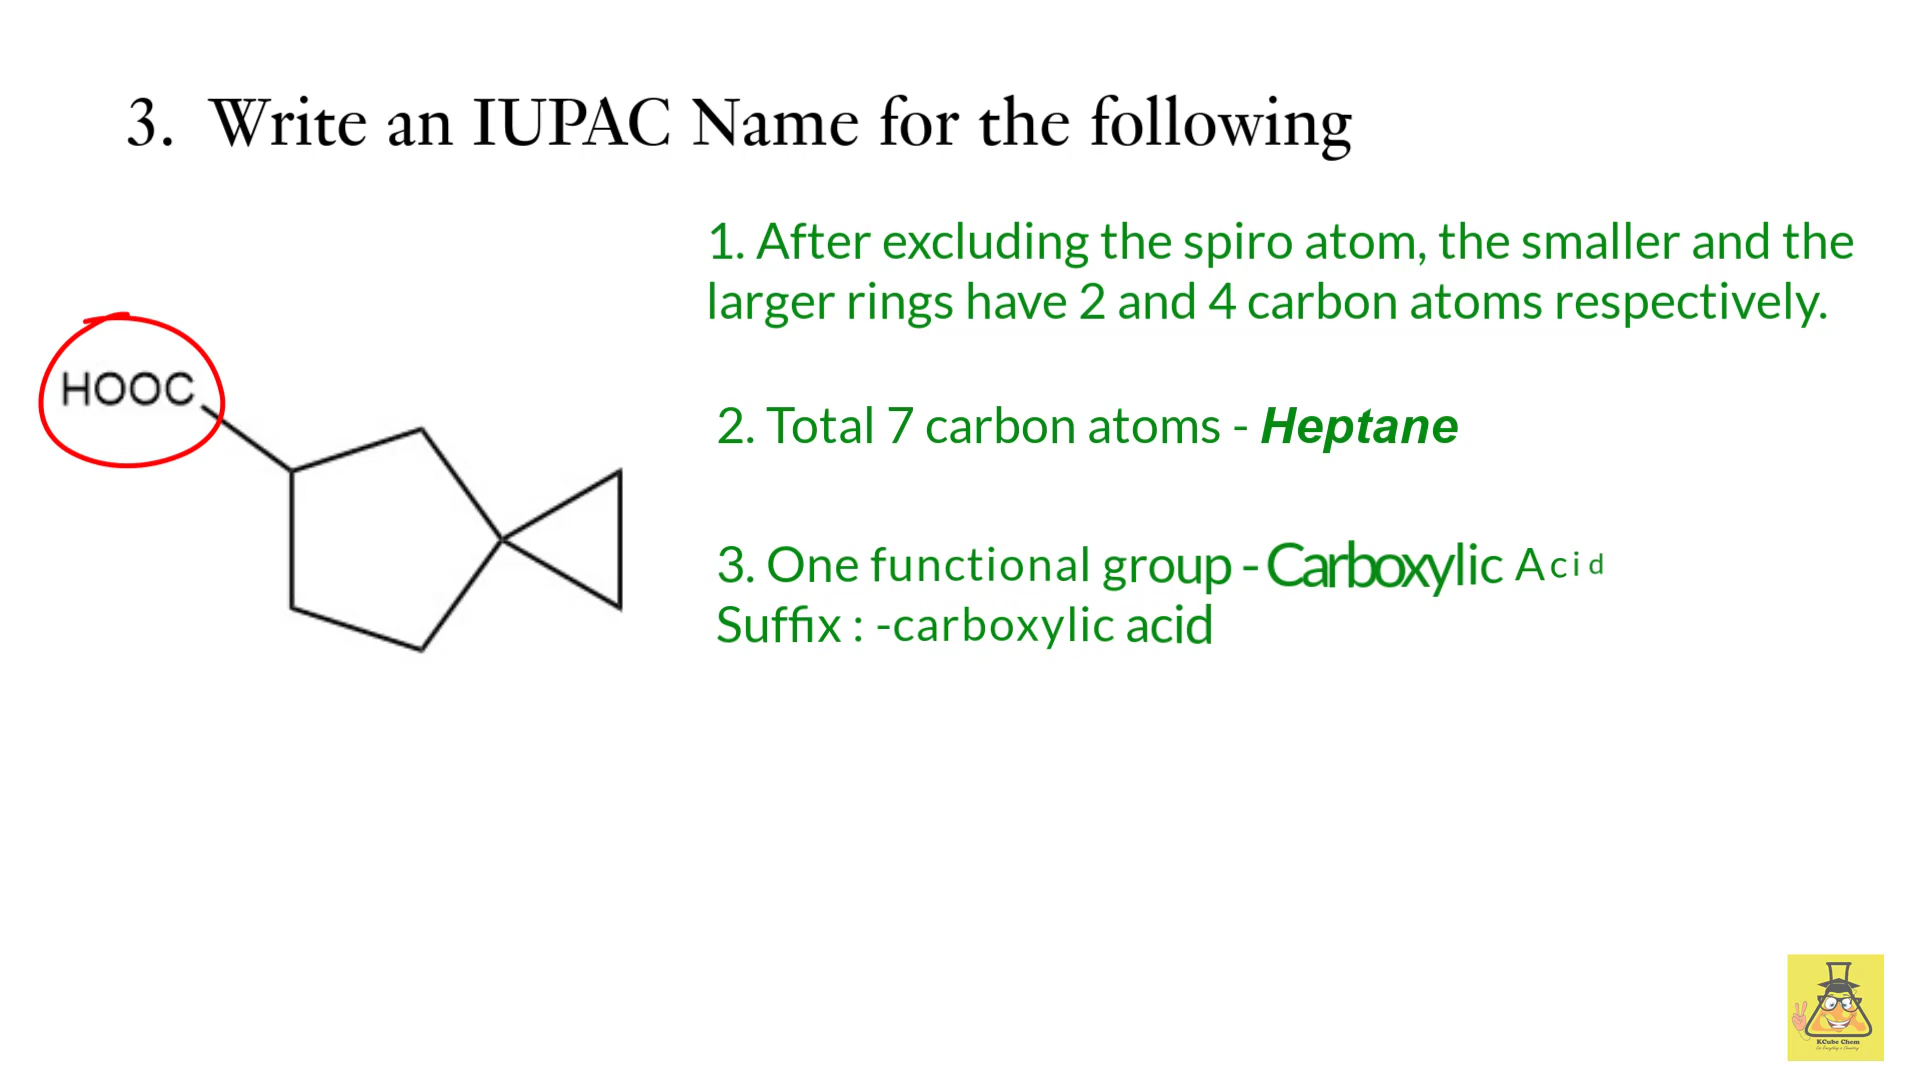 3. Write an IUPAC Name for the following
1. After excluding the spiro atom, the smaller and the
larger rings have 2 and 4 carbon atoms respectively.
HOOC
2. Total 7 carbon atoms - Heptane
3. One functional group - Carboxylic Acid
Suffix : -carboxylic acid
KCube Chem